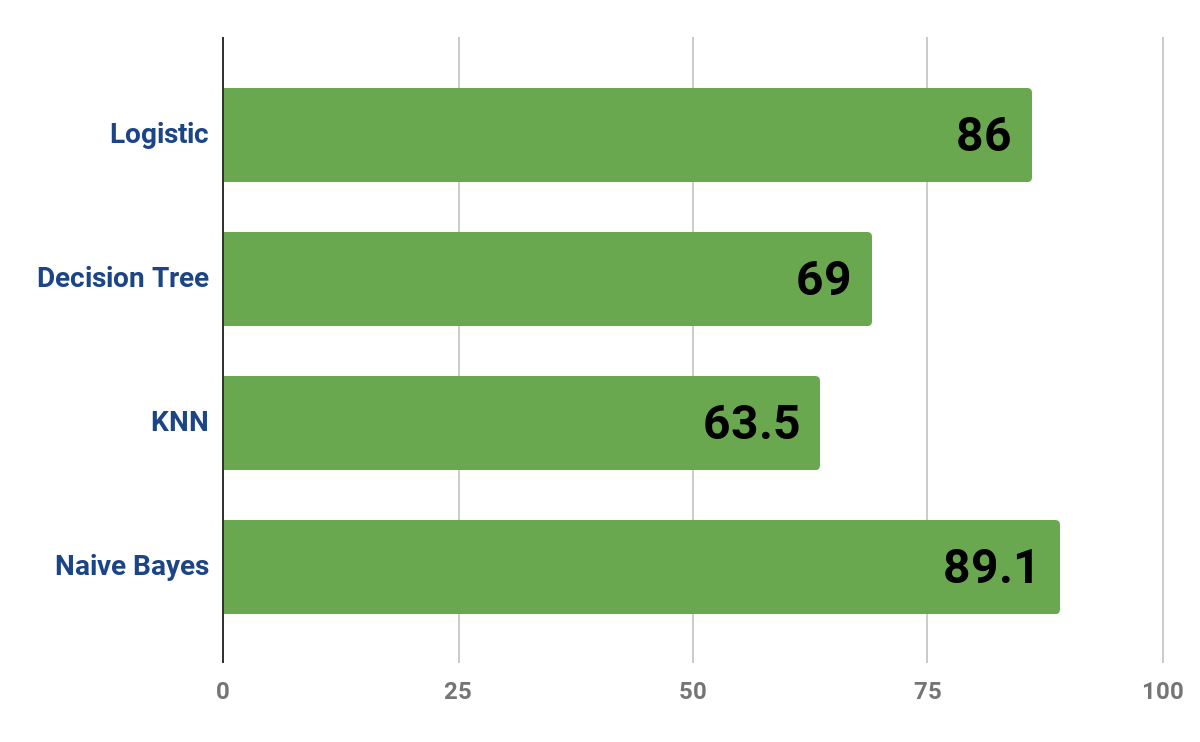 Logistic 86
Decision Tree 69
KNN 63.5
Naive Bayes 89.1
0 25 50 75 100